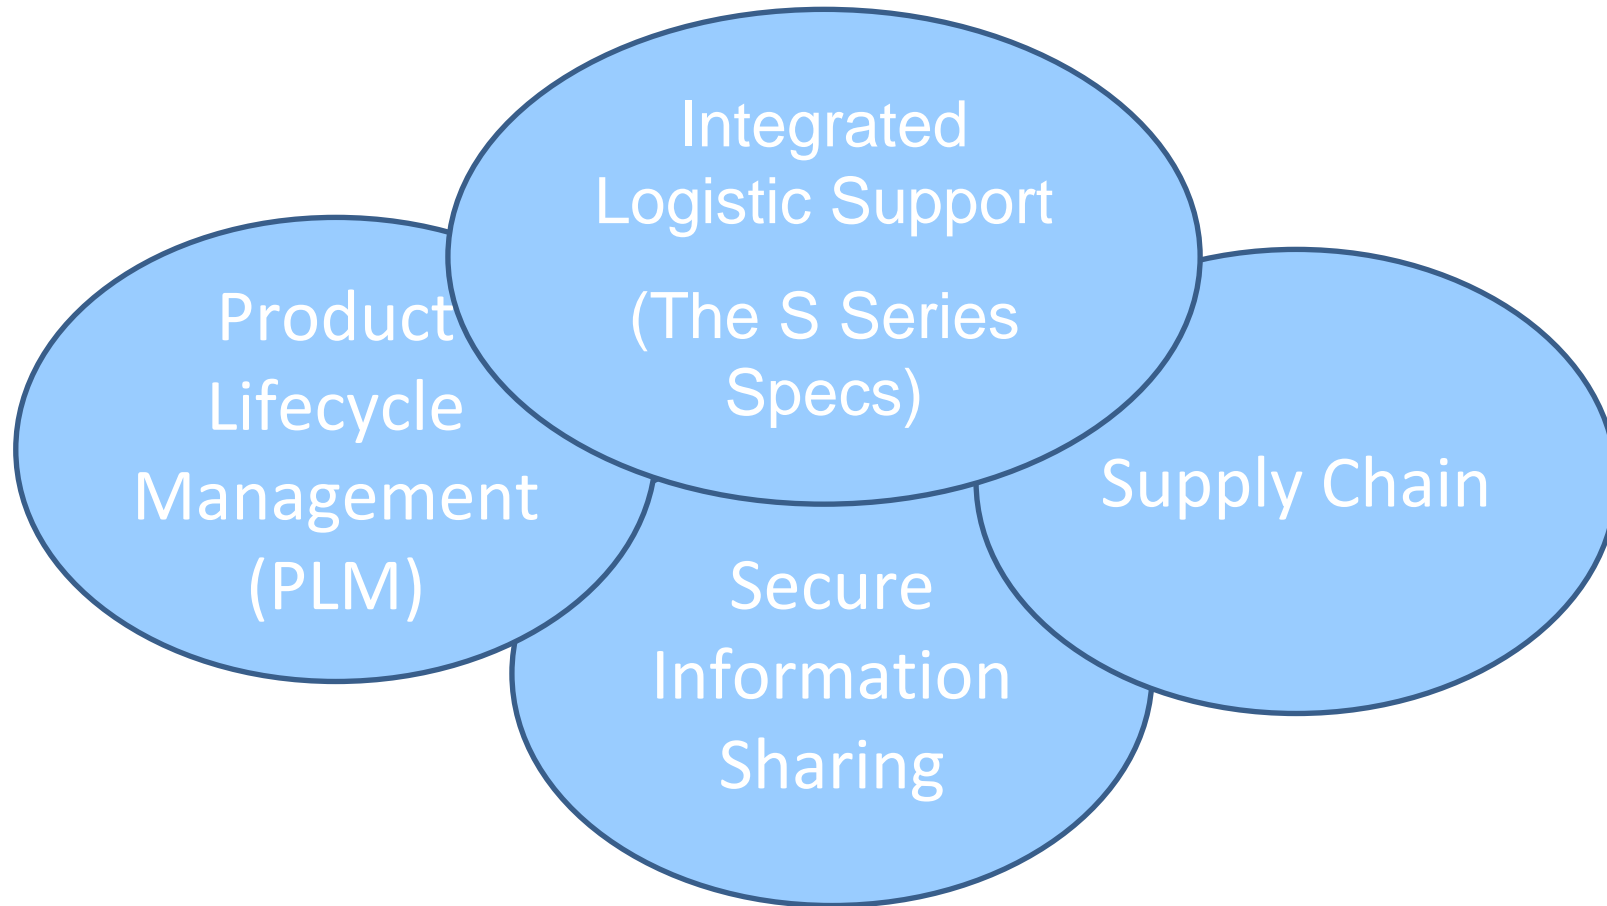 Integrated
Logistic Support
(The S Series
Specs)
Product
Lifecycle
Management
(PLM)
Supply Chain
Secure
Information
Sharing